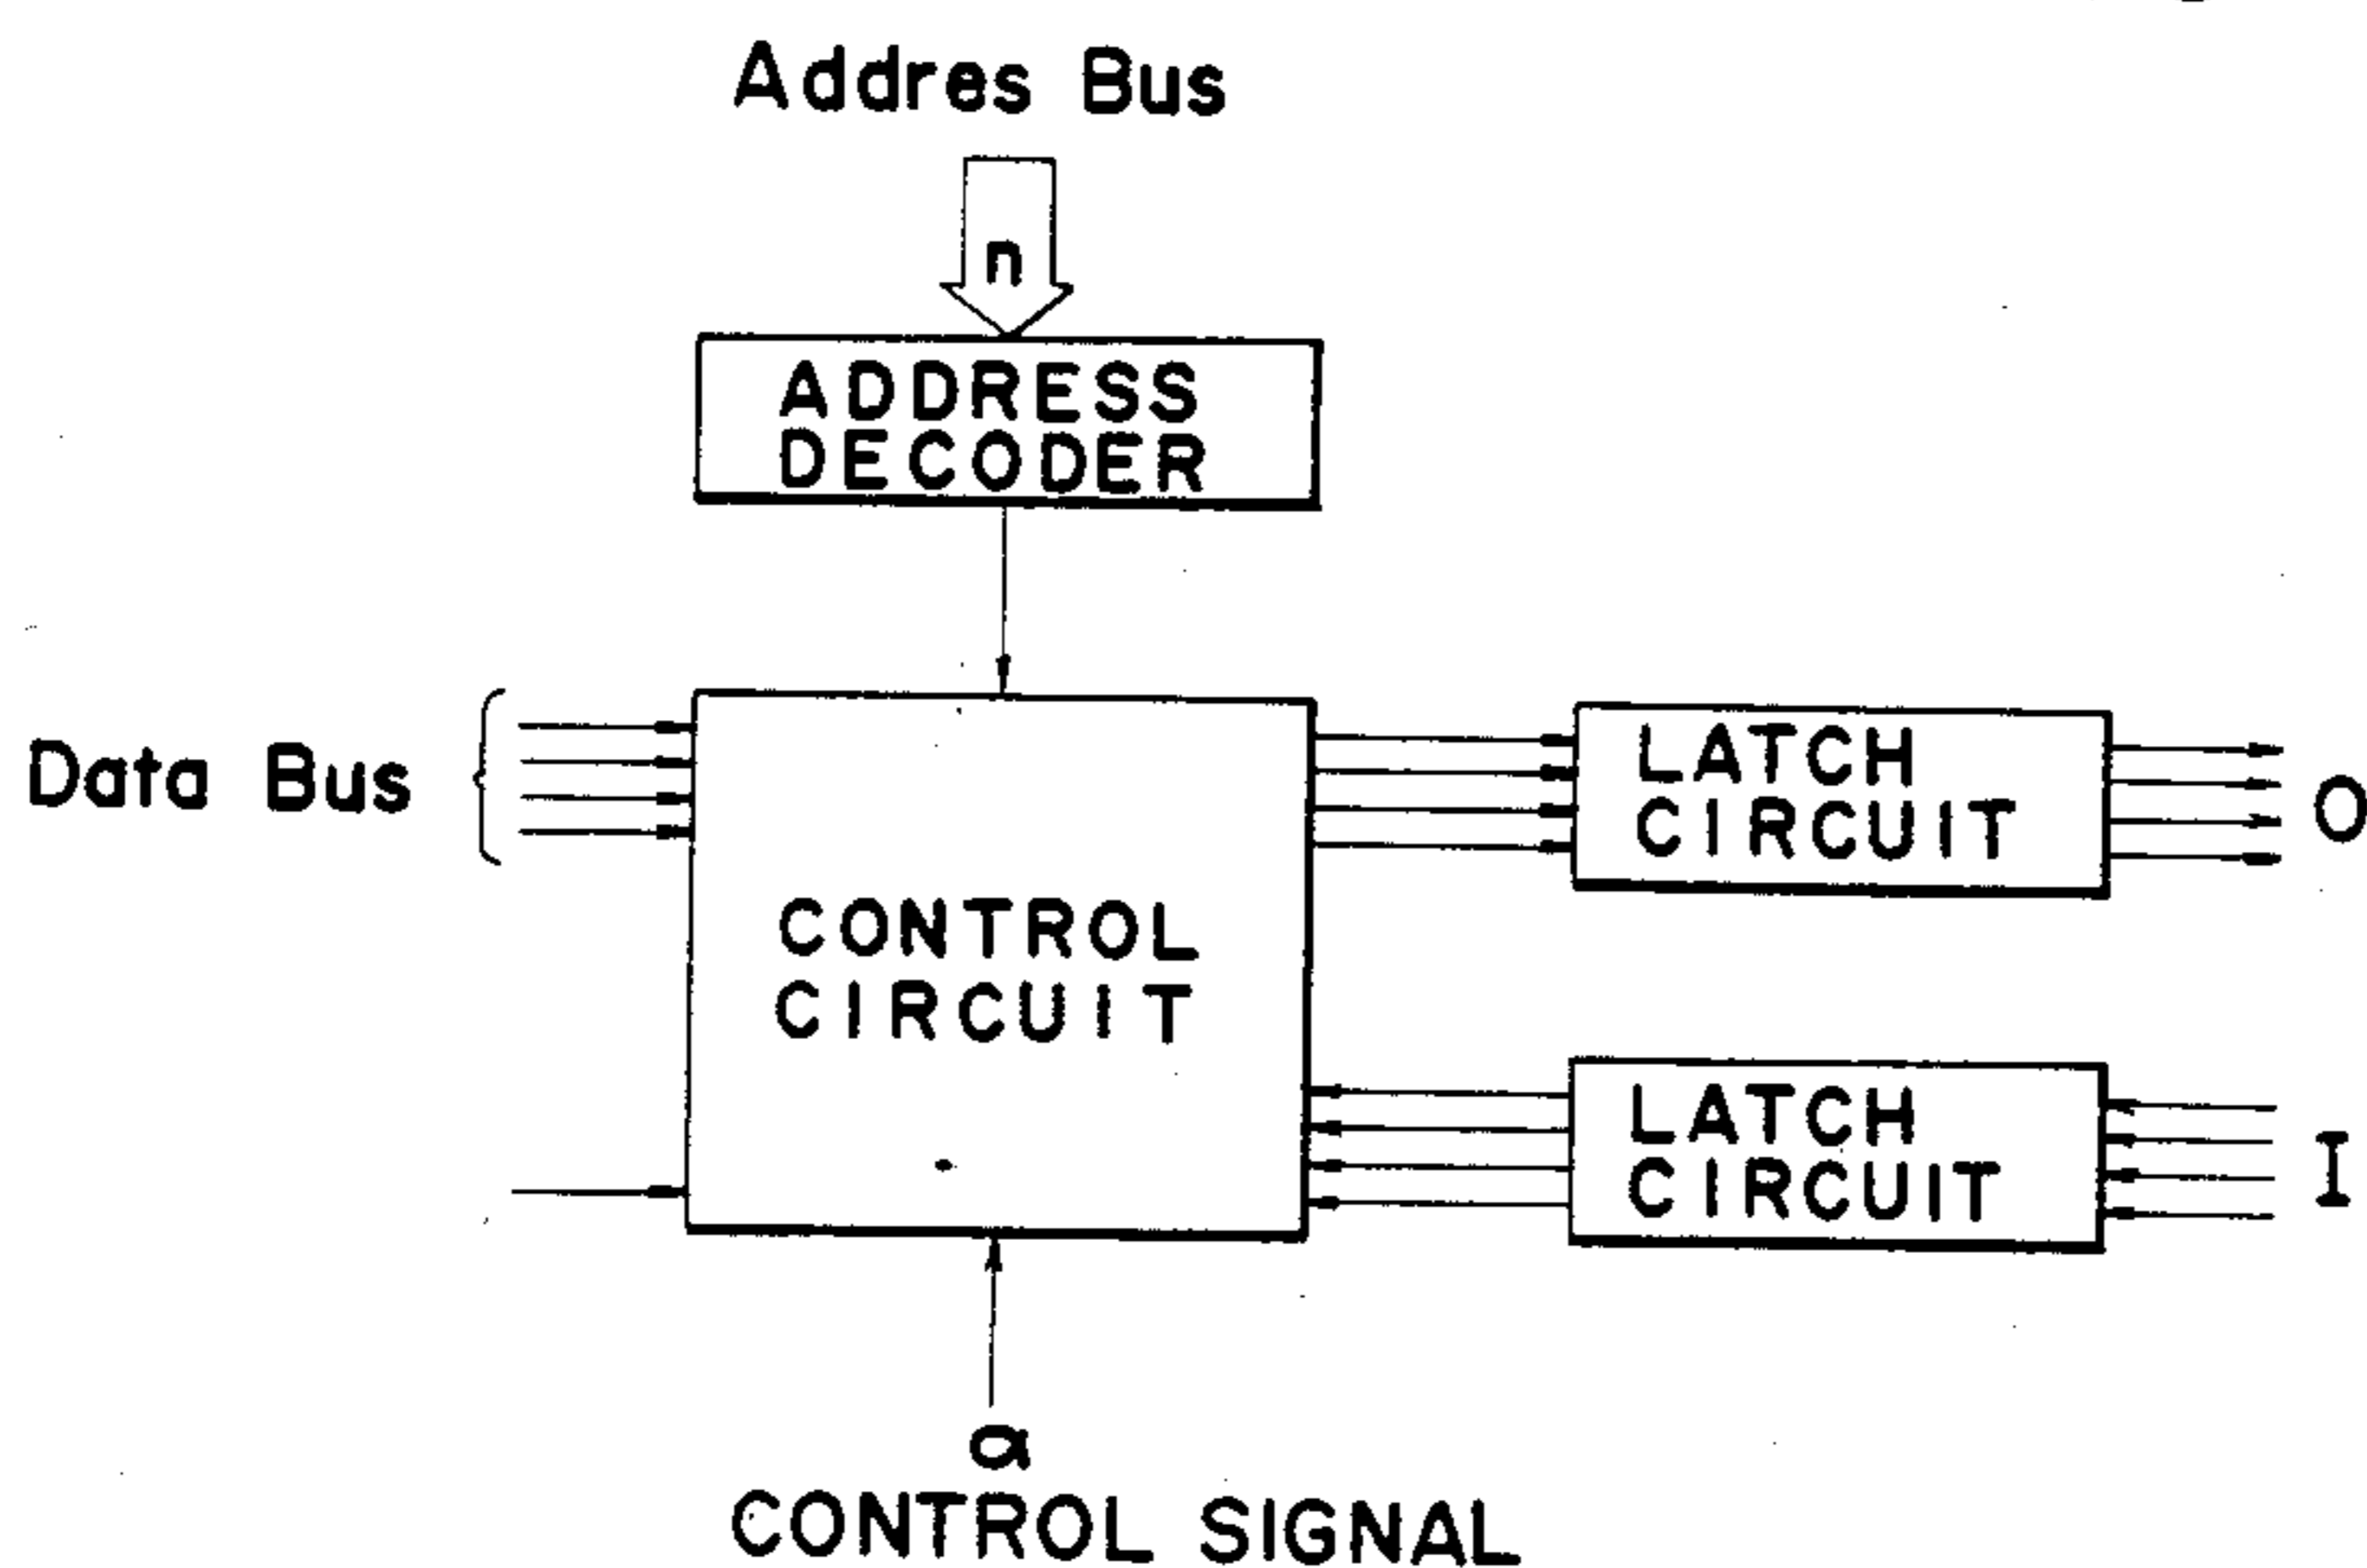 Addres Bus
n
ADDRESS
DECODER
Data Bus
CONTROL
CIRCUIT
LATCH
CIRCUIT
O
LATCH
CIRCUIT
I
a
CONTROL SIGNAL